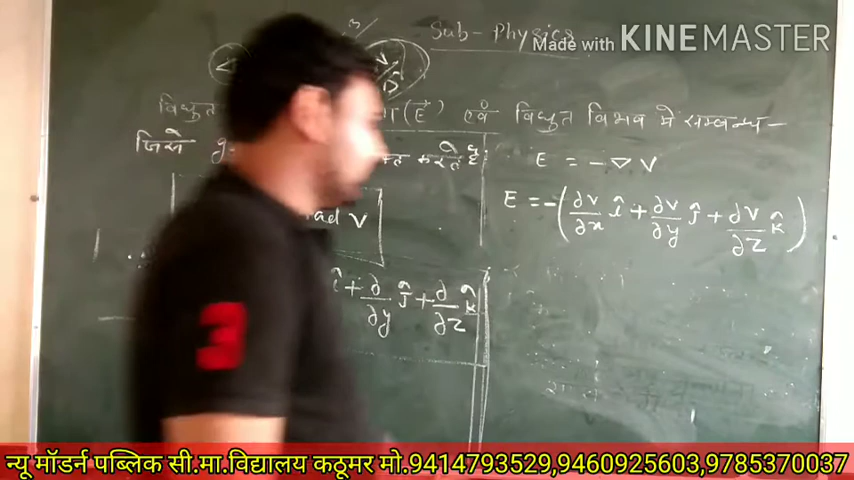 Sub-Physics
Made with KINEMASTER
विद्युत (E⃗) एवं विद्युत विभव में सम्बन्ध-
जिसे करते हैं
E = -▽V
E = -(∂V/∂x î + ∂V/∂y ĵ + ∂V/∂z k̂)
ad V
î + ∂/∂y ĵ + ∂/∂z k̂
3
न्यू मॉडर्न पब्लिक सी.मा.विद्यालय कठूमर मो.9414793529,9460925603,9785370037